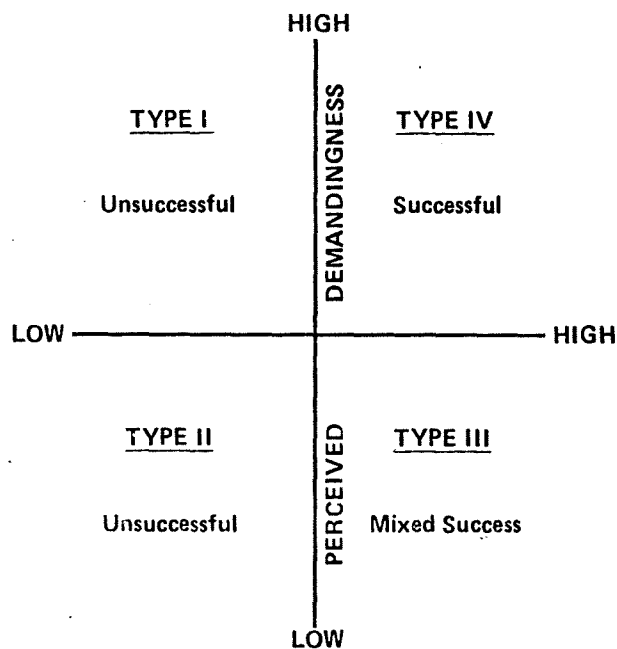 HIGH
TYPE I
TYPE IV
Unsuccessful
Successful
DEMANDINGNESS
LOW
HIGH
TYPE II
TYPE III
PERCEIVED
Unsuccessful
Mixed Success
LOW